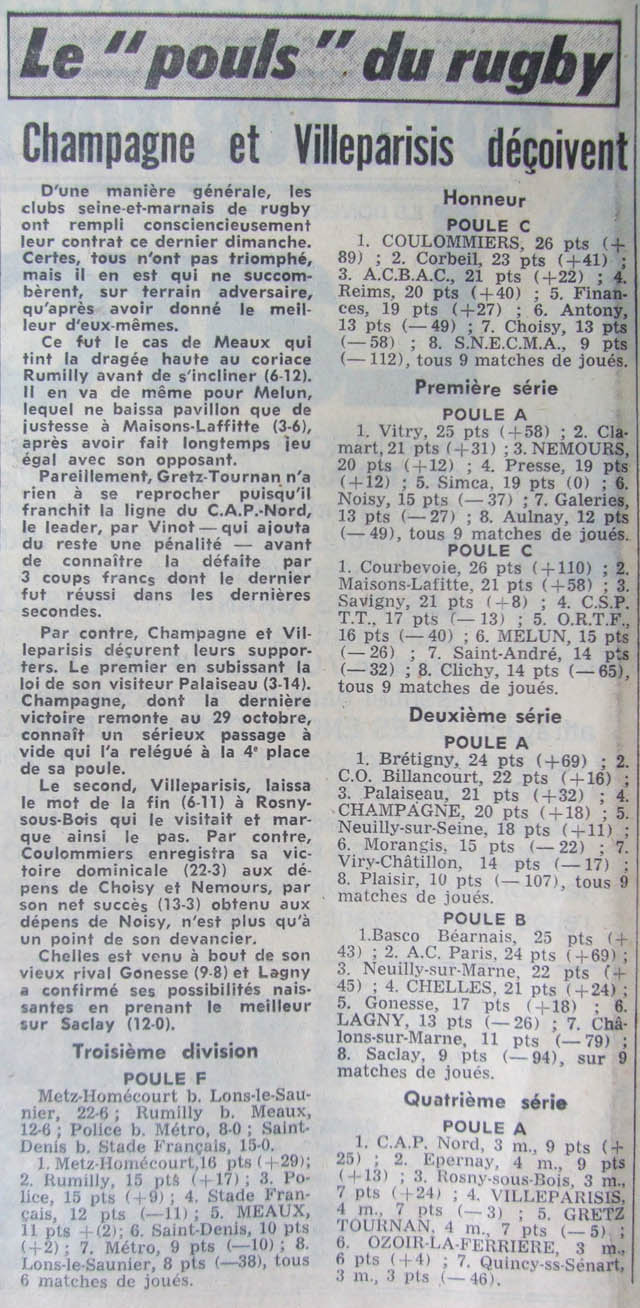 Le "pouls" du rugby
Champagne et Villeparisis déçoivent
D'une manière générale, les
clubs seine-et-marnais de rugby
ont rempli consciencieusement
leur contrat ce dernier dimanche.
Certes, tous n'ont pas triomphé,
mais il en est qui ne succom-
bèrent, sur terrain adversaire,
qu'après avoir donné le meil-
leur d'eux-mêmes.
Ce fut le cas de Meaux qui
tint la dragée haute au coriace
Rumilly avant de s'incliner (6-12).
Il en va de même pour Melun,
lequel ne baissa pavillon que de
justesse à Maisons-Laffitte (3-6),
après avoir fait longtemps jeu
égal avec son opposant.
Pareillement, Gretz-Tournan n'a
rien à se reprocher puisqu'il
franchit la ligne du C.A.P.-Nord,
le leader, par Vinot — qui ajouta
du reste une pénalité — avant
de connaître la défaite par
3 coups francs dont le dernier
fut réussi dans les dernières
secondes.
Par contre, Champagne et Vil-
leparisis déçurent leurs suppor-
ters. Le premier en subissant la
loi de son visiteur Palaiseau (3-14).
Champagne, dont la dernière
victoire remonte au 29 octobre,
connaît un sérieux passage à
vide qui l'a relégué à la 4e place
de sa poule.
Le second, Villeparisis, laissa
le mot de la fin (6-11) à Rosny-
sous-Bois qui le visitait et mar-
que ainsi le pas. Par contre,
Coulommiers enregistra sa vic-
toire dominicale (22-3) aux dé-
pens de Choisy et Nemours, par
son net succès (13-3) obtenu aux
dépens de Noisy, n'est plus qu'à
un point de son devancier.
Chelles est venu à bout de son
vieux rival Gonesse (9-8) et Lagny
a confirmé ses possibilités nais-
santes en prenant le meilleur
sur Saclay (12-0).
Troisième division
POULE F
Metz-Homécourt b. Lons-le-Sau-
nier, 22-6 ; Rumilly b. Meaux,
12-6 ; Police b. Métro, 8-0 ; Saint-
Denis b. Stade Français, 15-0.
1. Metz-Homécourt,16 pts (+29);
2. Rumilly, 15 pts (+17) ; 3. Po-
lice, 15 pts (+9) ; 4. Stade Fran-
çais, 12 pts (—11) ; 5. MEAUX,
11 pts +(2); 6. Saint-Denis, 10 pts
(+2) ; 7. Métro, 9 pts (—10) ; 8.
Lons-le-Saunier, 8 pts (—38), tous
6 matches de joués.
Honneur
POULE C
1. COULOMMIERS, 26 pts (+
89) ; 2. Corbeil, 23 pts (+41) ;
3. A.C.B.A.C., 21 pts (+22) ; 4.
Reims, 20 pts (+40) ; 5. Finan-
ces, 19 pts (+27) ; 6. Antony,
13 pts (—49) ; 7. Choisy, 13 pts
(—58) ; 8. S.N.E.C.M.A., 9 pts
(—112), tous 9 matches de joués.
Première série
POULE A
1. Vitry, 25 pts (+58) ; 2. Cla-
mart, 21 pts (+31) ; 3. NEMOURS,
20 pts (+12) ; 4. Presse, 19 pts
(+12) ; 5. Simca, 19 pts (0) ; 6.
Noisy, 15 pts (—37) ; 7. Galeries,
13 pts (—27) ; 8. Aulnay, 12 pts
(—49), tous 9 matches de joués.
POULE C
1. Courbevoie, 26 pts (+110) ; 2.
Maisons-Lafitte, 21 pts (+58) ; 3.
Savigny, 21 pts (+8) ; 4. C.S.P.
T.T., 17 pts (—13) ; 5. O.R.T.F.,
16 pts (—40) ; 6. MELUN, 15 pts
(—26) ; 7. Saint-André, 14 pts
(—32) ; 8. Clichy, 14 pts (—65),
tous 9 matches de joués.
Deuxième série
POULE A
1. Brétigny, 24 pts (+69) ; 2.
C.O. Billancourt, 22 pts (+16) ;
3. Palaiseau, 21 pts (+32) ; 4.
CHAMPAGNE, 20 pts (+18) ; 5.
Neuilly-sur-Seine, 18 pts (+11) ;
6. Morangis, 15 pts (—22) ; 7.
Viry-Châtillon, 14 pts (—17) ;
8. Plaisir, 10 pts (—107), tous 9
matches de joués.
POULE B
1.Basco Béarnais, 25 pts (+
43) ; 2. A.C. Paris, 24 pts (+69) ;
3. Neuilly-sur-Marne, 22 pts (+
45) ; 4. CHELLES, 21 pts (+24) ;
5. Gonesse, 17 pts (+18) ; 6.
LAGNY, 13 pts (—26) ; 7. Châ-
lons-sur-Marne, 11 pts (—79) ;
8. Saclay, 9 pts (—94), sur 9
matches de joués.
Quatrième série
POULE A
1. C.A.P. Nord, 3 m., 9 pts (+
25) ; 2. Epernay, 4 m., 9 pts
(+13) ; 3. Rosny-sous-Bois, 3 m.,
7 pts (+24) ; 4. VILLEPARISIS,
4 m., 7 pts (—3) ; 5. GRETZ
TOURNAN, 4 m., 7 pts (—5) ;
6. OZOIR-LA-FERRIERE, 3 m.,
6 pts (+4) ; 7. Quincy-ss-Sénart,
3 m., 3 pts (—46).